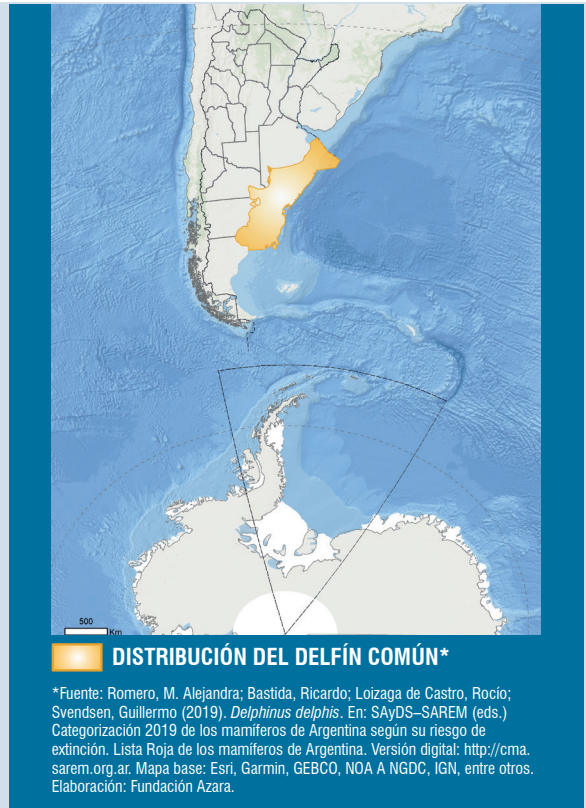 500
Km
DISTRIBUCIÓN DEL DELFÍN COMÚN*
*Fuente: Romero, M. Alejandra; Bastida, Ricardo; Loizaga de Castro, Rocío;
Svendsen, Guillermo (2019). Delphinus delphis. En: SAyDS–SAREM (eds.)
Categorización 2019 de los mamíferos de Argentina según su riesgo de
extinción. Lista Roja de los mamíferos de Argentina. Versión digital: http://cma.
sarem.org.ar. Mapa base: Esri, Garmin, GEBCO, NOA A NGDC, IGN, entre otros.
Elaboración: Fundación Azara.